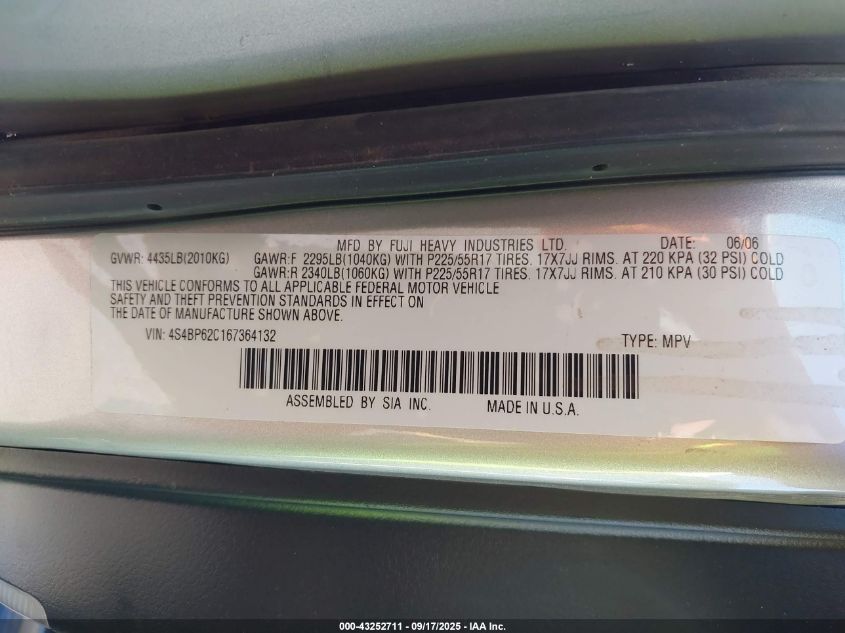 MFD BY FUJI HEAVY INDUSTRIES LTD. DATE: 06/06
GVWR: 4435LB(2010KG) GAWR:F 2295LB(1040KG) WITH P225/55R17 TIRES. 17X7JJ RIMS. AT 220 KPA (32 PSI) COLD
GAWR:R 2340LB(1060KG) WITH P225/55R17 TIRES. 17X7JJ RIMS. AT 210 KPA (30 PSI) COLD
THIS VEHICLE CONFORMS TO ALL APPLICABLE FEDERAL MOTOR VEHICLE
SAFETY AND THEFT PREVENTION STANDARDS IN EFFECT ON
THE DATE OF MANUFACTURE SHOWN ABOVE.
VIN: 4S4BP62C167364132 TYPE: MPV
ASSEMBLED BY SIA INC. MADE IN U.S.A.
000-43252711 - 09/17/2025 - IAA Inc.